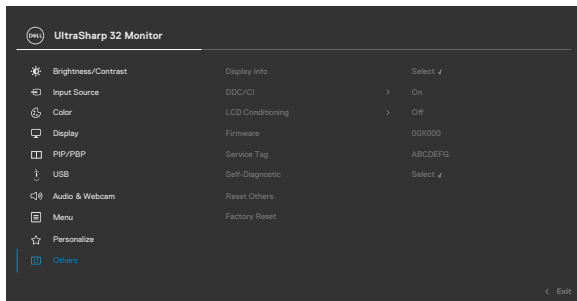 DELL UltraSharp 32 Monitor
Brightness/Contrast Display Info Select
Input Source DDC/CI > On
Color LCD Conditioning > Off
Display Firmware 00X000
PIP/PBP Service Tag ABCDEFG
USB Self-Diagnostic Select
Audio & Webcam Reset Others
Menu Factory Reset
Personalize
Others
< Exit